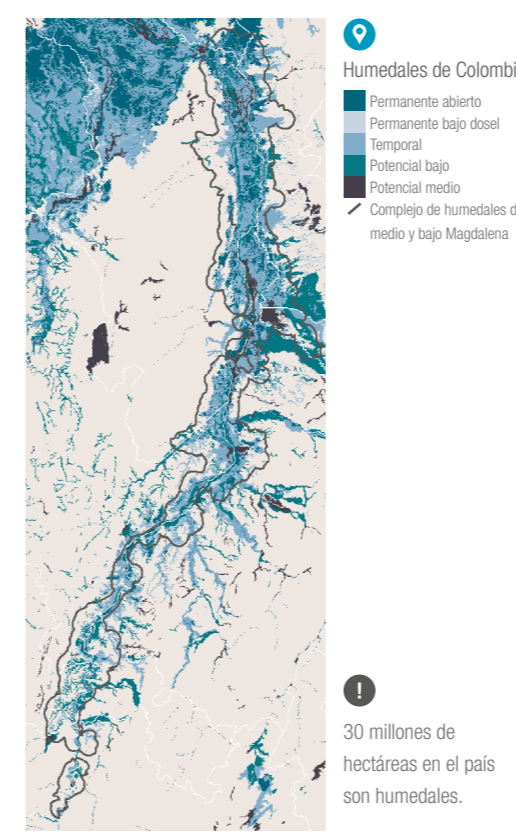 Humedales de Colombi
Permanente abierto
Permanente bajo dosel
Temporal
Potencial bajo
Potencial medio
Complejo de humedales d
medio y bajo Magdalena
!
30 millones de
hectáreas en el país
son humedales.